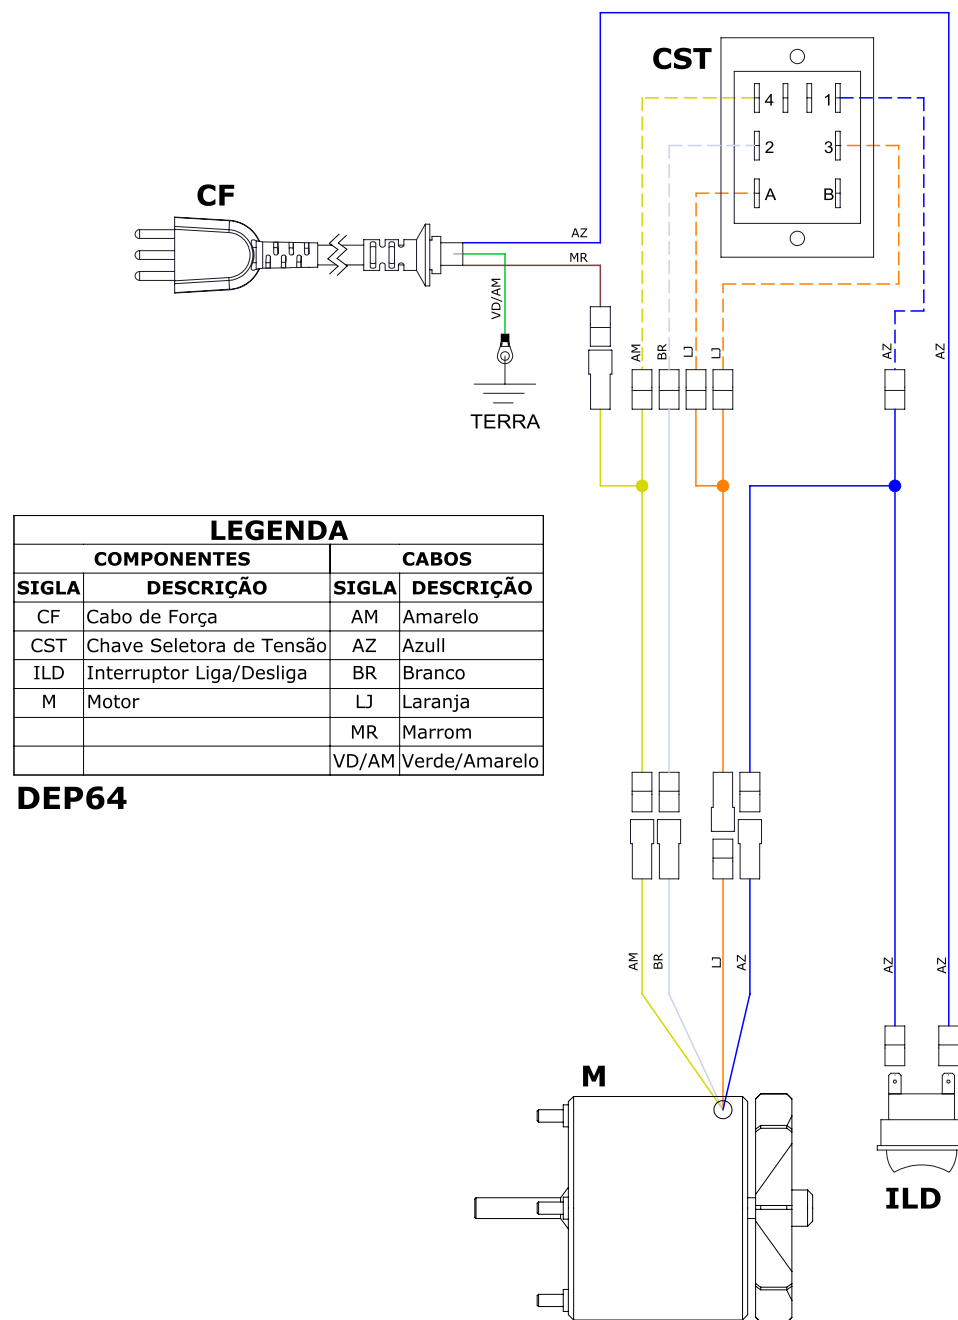 CST
4
1
2
3
A
B
CF
AZ
MR
VD/AM
TERRA
AM
BR
LJ
LJ
AZ
AZ
LEGENDA
COMPONENTES CABOS
SIGLA DESCRIÇÃO SIGLA DESCRIÇÃO
CF Cabo de Força AM Amarelo
CST Chave Seletora de Tensão AZ Azull
ILD Interruptor Liga/Desliga BR Branco
M Motor LJ Laranja
MR Marrom
VD/AM Verde/Amarelo
DEP64
AM
BR
LJ
AZ
AZ
AZ
M
ILD